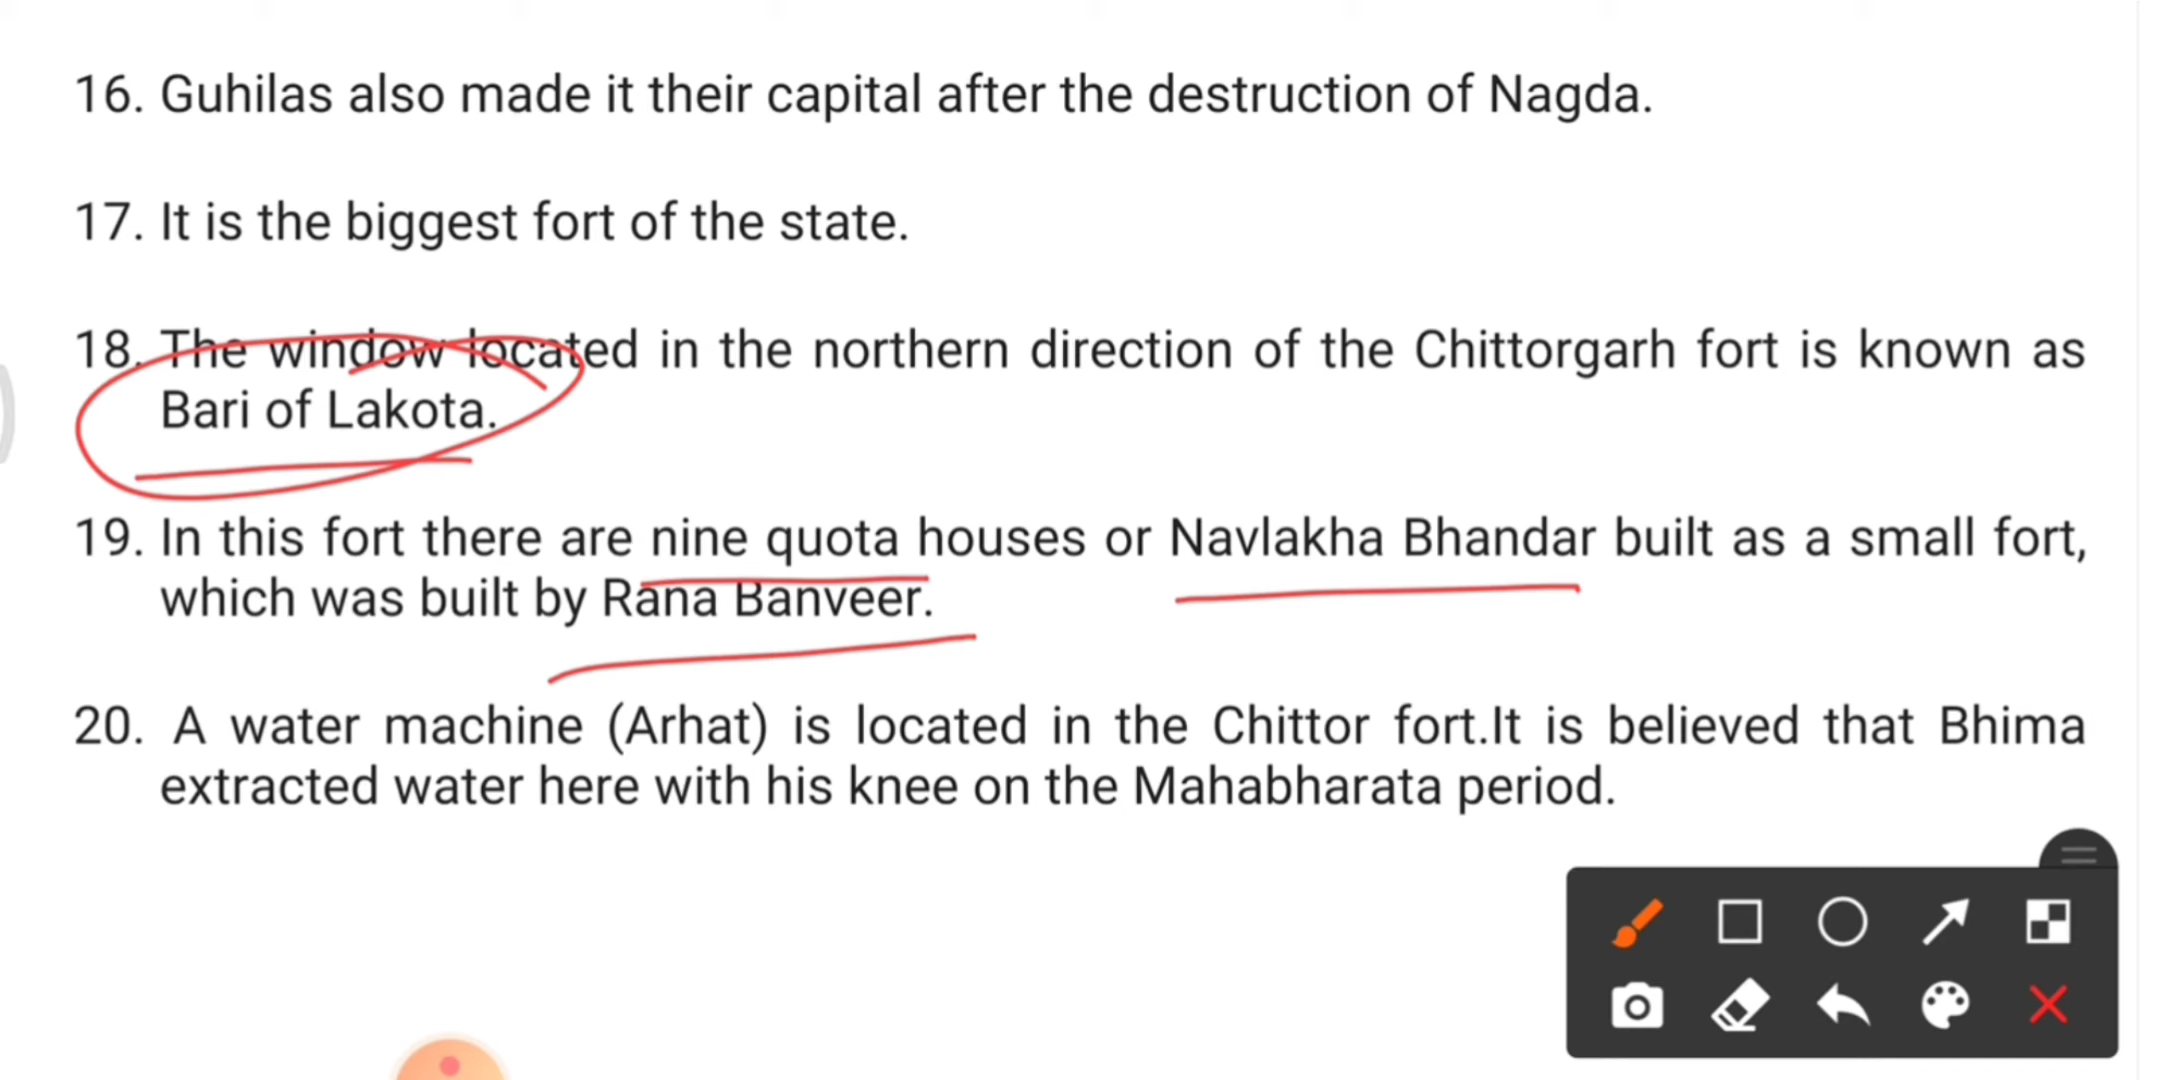 16. Guhilas also made it their capital after the destruction of Nagda.
17. It is the biggest fort of the state.
18. The window located in the northern direction of the Chittorgarh fort is known as
Bari of Lakota.
19. In this fort there are nine quota houses or Navlakha Bhandar built as a small fort,
which was built by Rana Banveer.
20. A water machine (Arhat) is located in the Chittor fort.It is believed that Bhima
extracted water here with his knee on the Mahabharata period.